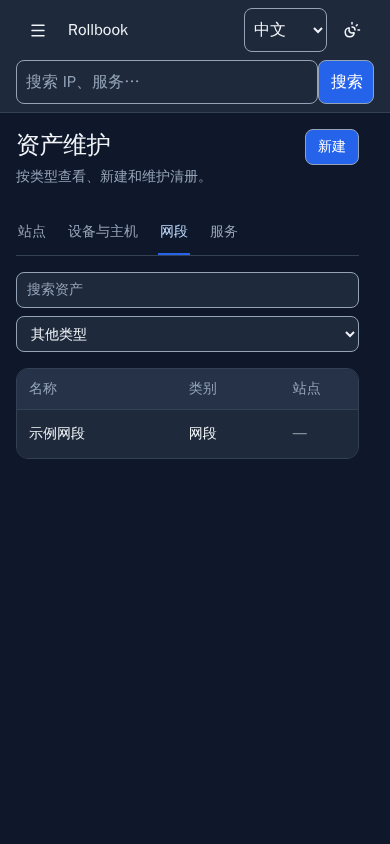 Rollbook
中文
搜索 IP、服务…
搜索
资产维护
新建
按类型查看、新建和维护清册。
站点 设备与主机 网段 服务
搜索资产
其他类型
名称 类别 站点
示例网段 网段 —